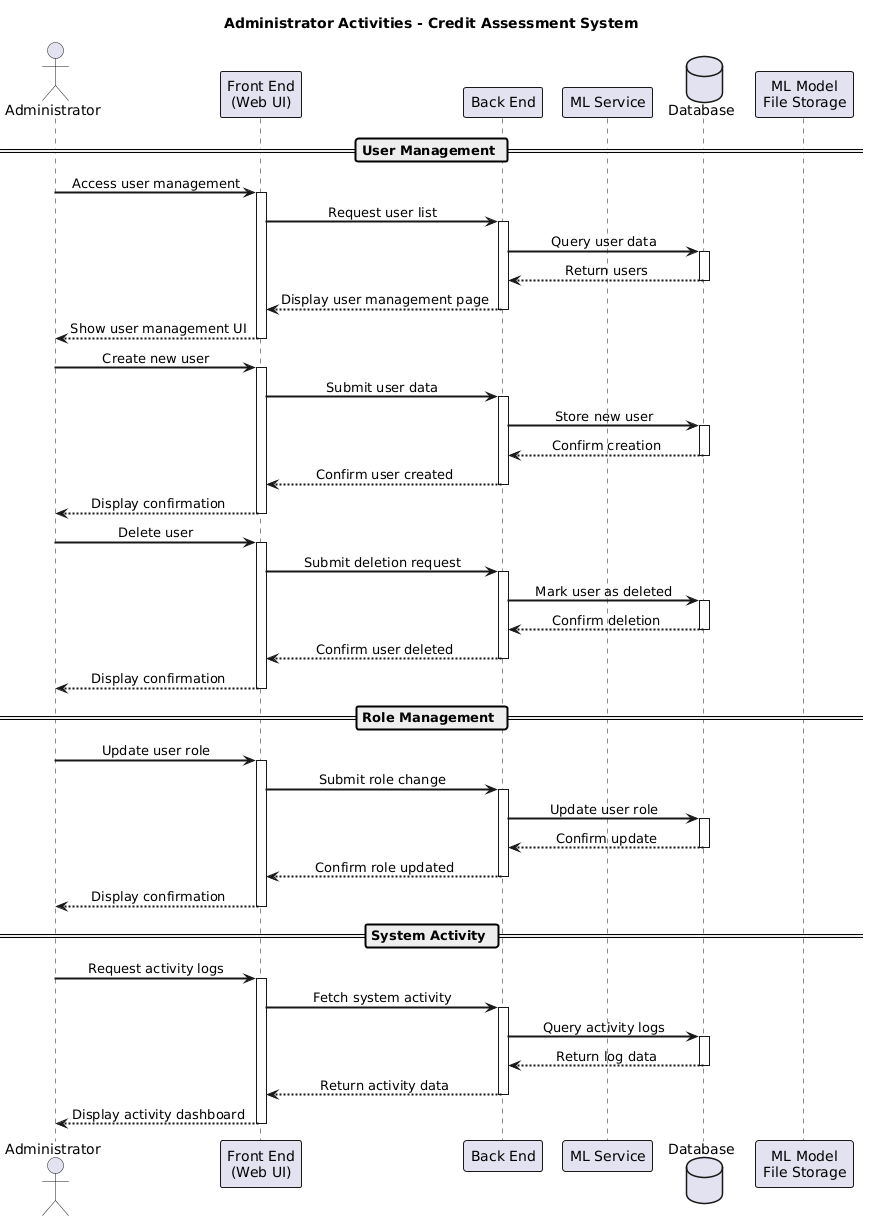 Administrator Activities - Credit Assessment System
Administrator
Front End
(Web UI)
Back End
ML Service
Database
ML Model
File Storage
User Management
Access user management
Request user list
Query user data
Return users
Display user management page
Show user management UI
Create new user
Submit user data
Store new user
Confirm creation
Confirm user created
Display confirmation
Delete user
Submit deletion request
Mark user as deleted
Confirm deletion
Confirm user deleted
Display confirmation
Role Management
Update user role
Submit role change
Update user role
Confirm update
Confirm role updated
Display confirmation
System Activity
Request activity logs
Fetch system activity
Query activity logs
Return log data
Return activity data
Display activity dashboard
Administrator
Front End
(Web UI)
Back End
ML Service
Database
ML Model
File Storage